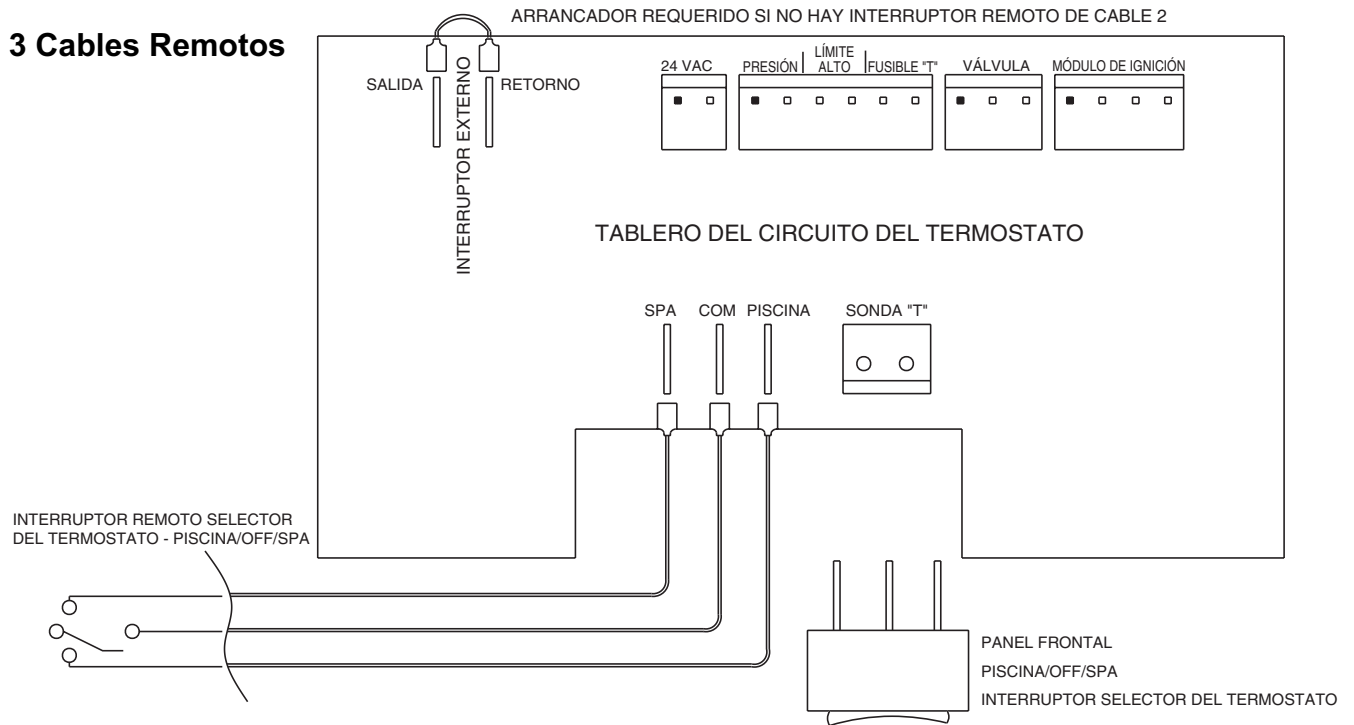 ARRANCADOR REQUERIDO SI NO HAY INTERRUPTOR REMOTO DE CABLE 2
3 Cables Remotos
SALIDA
RETORNO
INTERRUPTOR EXTERNO
24 VAC
PRESIÓN
LÍMITE
ALTO
FUSIBLE "T"
VÁLVULA
MÓDULO DE IGNICIÓN
TABLERO DEL CIRCUITO DEL TERMOSTATO
SPA
COM
PISCINA
SONDA "T"
INTERRUPTOR REMOTO SELECTOR
DEL TERMOSTATO - PISCINA/OFF/SPA
PANEL FRONTAL
PISCINA/OFF/SPA
INTERRUPTOR SELECTOR DEL TERMOSTATO